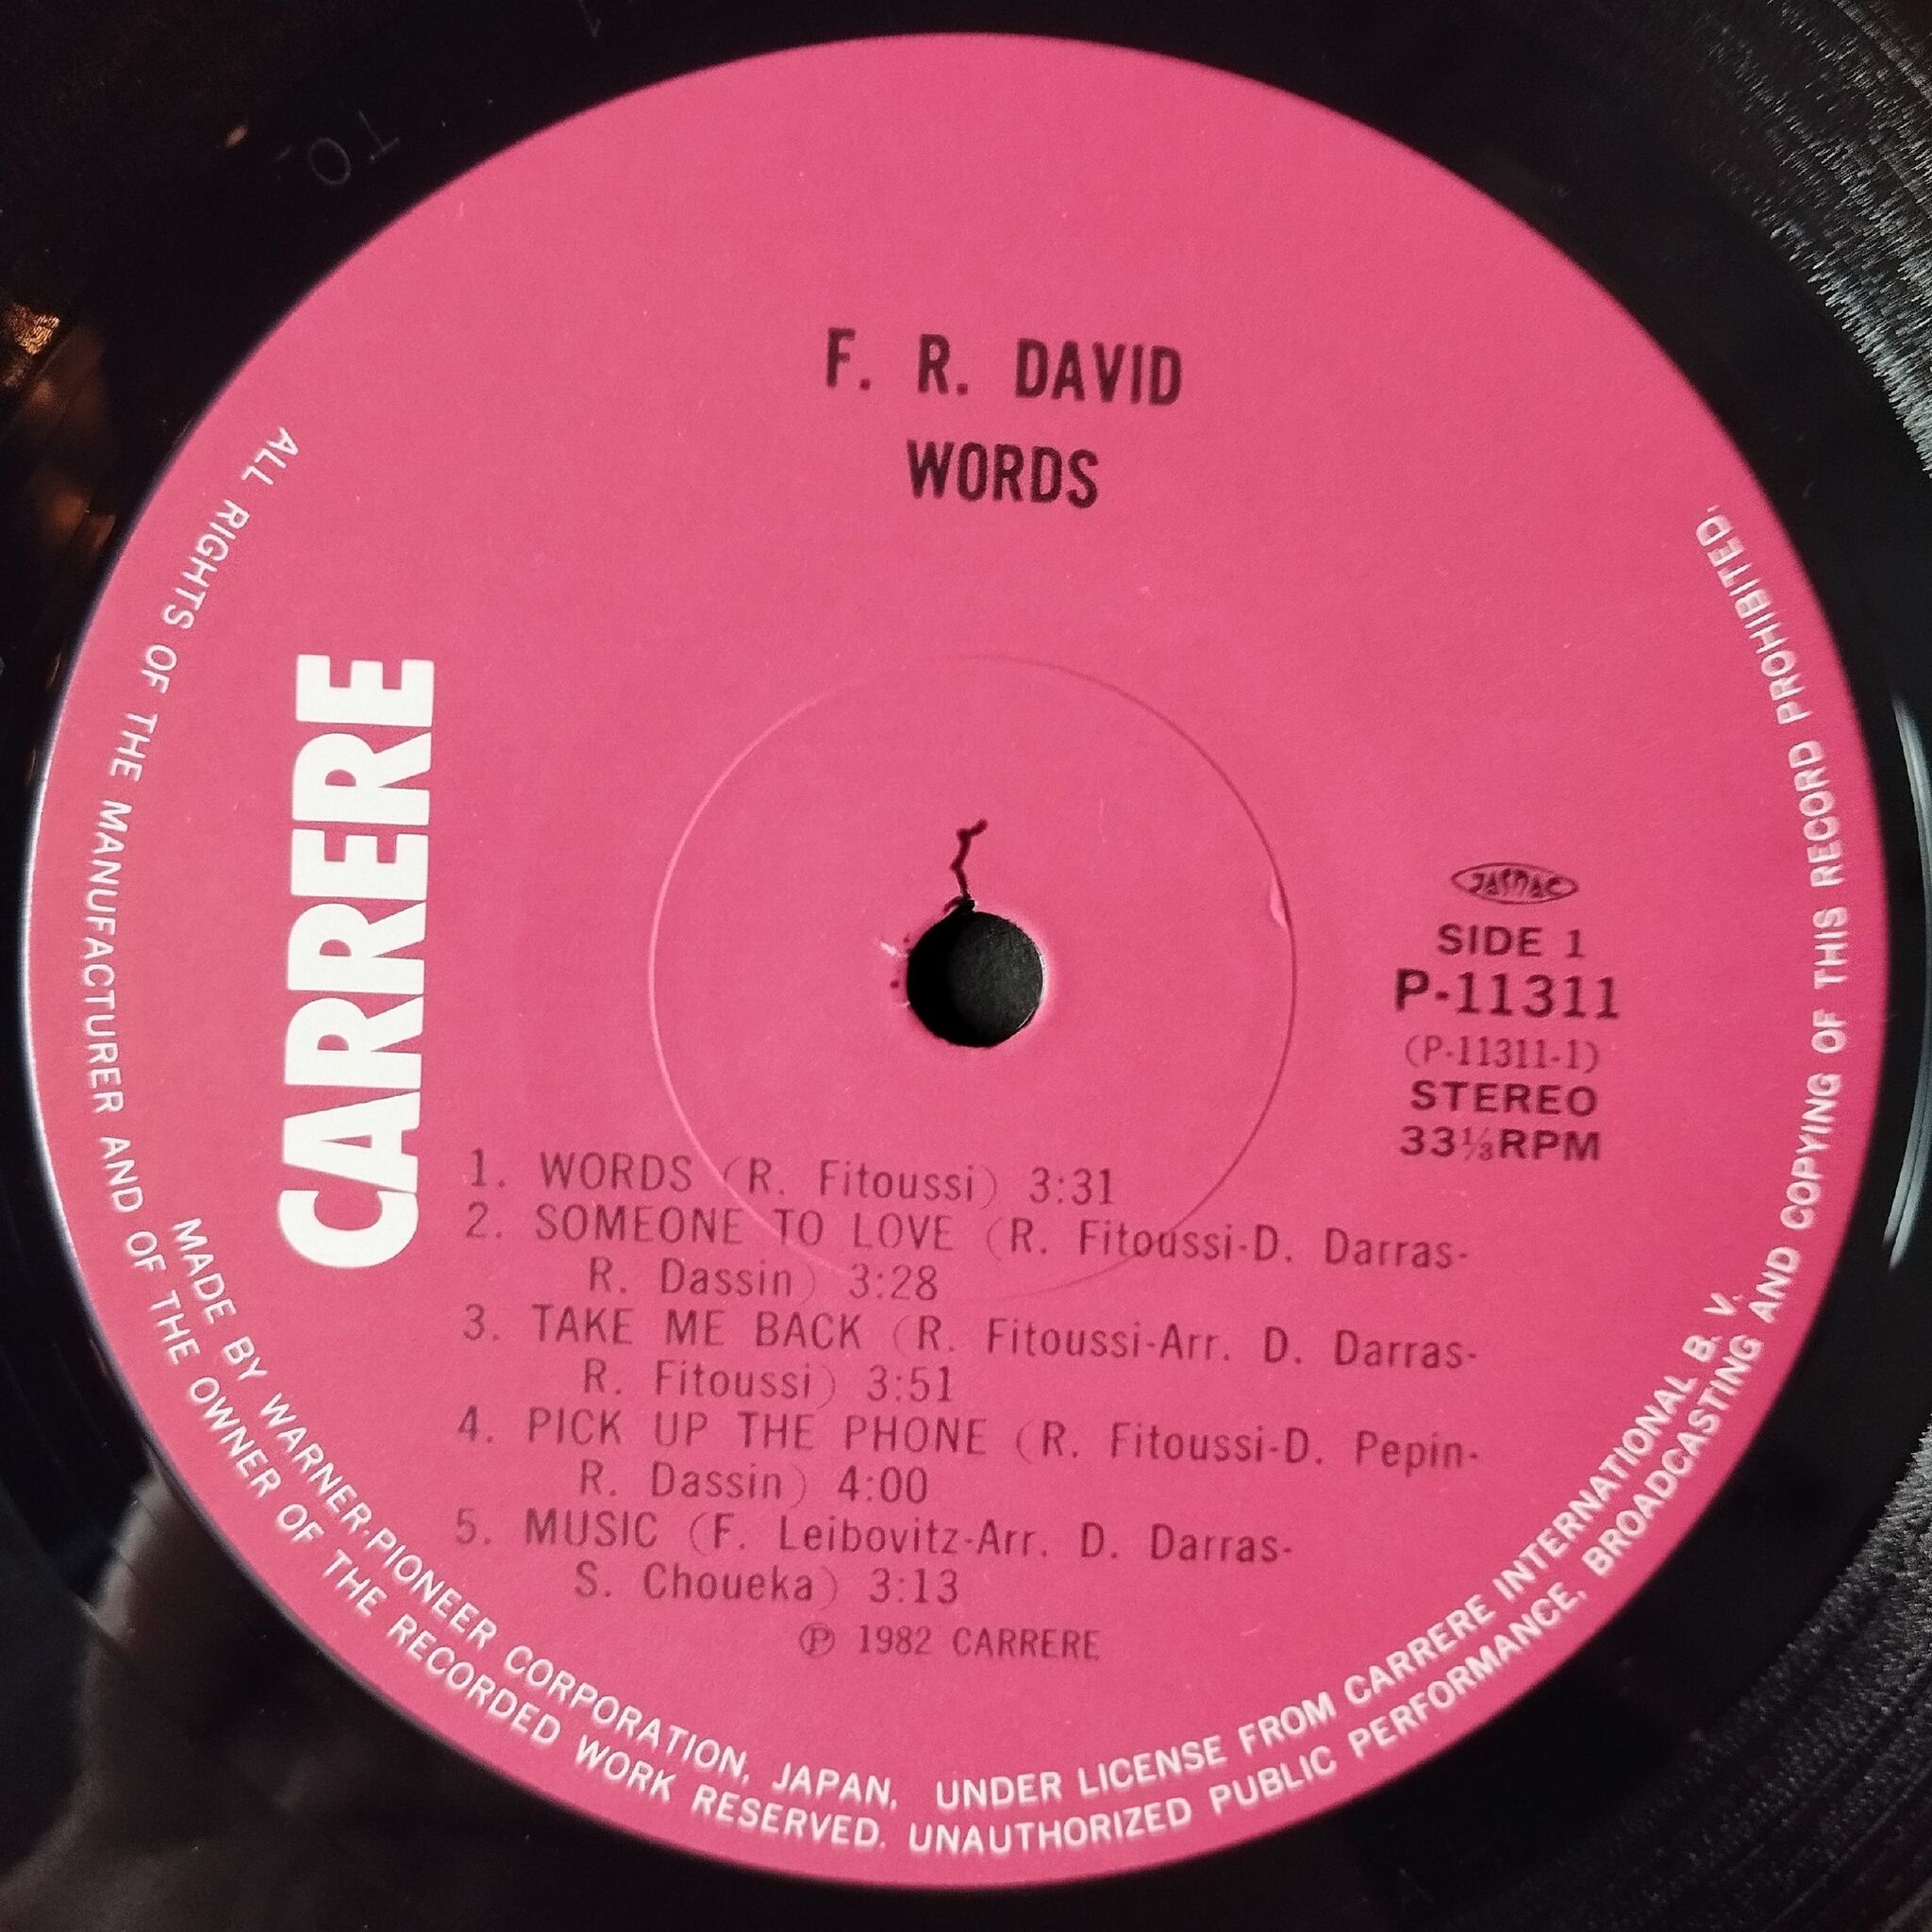 F. R. DAVID
WORDS
CARRERE
JASRAC
SIDE 1
P-11311
(P-11311-1)
STEREO
33⅓RPM
1. WORDS (R. Fitoussi) 3:31
2. SOMEONE TO LOVE (R. Fitoussi-D. Darras-
R. Dassin) 3:28
3. TAKE ME BACK (R. Fitoussi-Arr. D. Darras-
R. Fitoussi) 3:51
4. PICK UP THE PHONE (R. Fitoussi-D. Pepin-
R. Dassin) 4:00
5. MUSIC (F. Leibovitz-Arr. D. Darras-
S. Choueka) 3:13
Ⓟ 1982 CARRERE
MADE BY WARNER-PIONEER CORPORATION, JAPAN, UNDER LICENSE FROM CARRERE INTERNATIONAL B. V.
ALL RIGHTS OF THE MANUFACTURER AND OF THE OWNER OF THE RECORDED WORK RESERVED. UNAUTHORIZED PUBLIC PERFORMANCE, BROADCASTING AND COPYING OF THIS RECORD PROHIBITED.